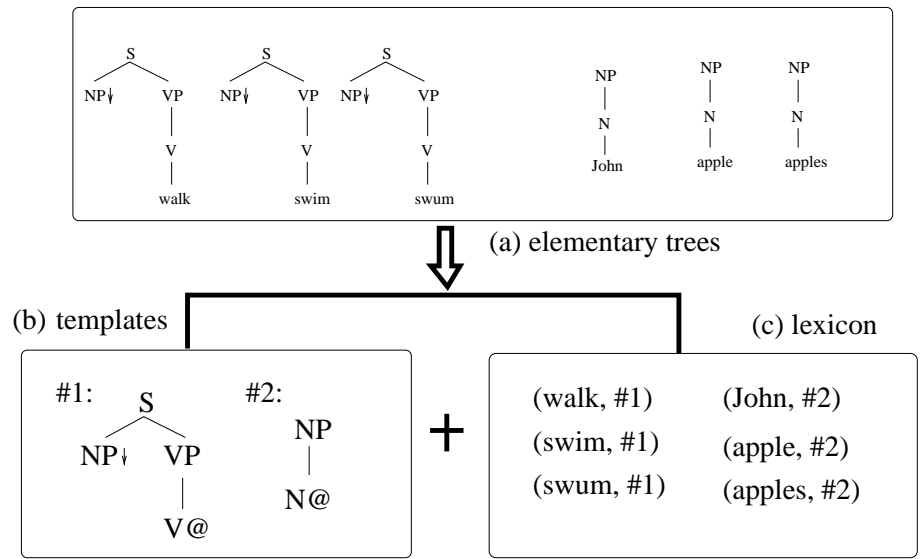 S S S
NP↓ VP NP↓ VP NP↓ VP NP NP NP
V V V N N N
walk swim swum John apple apples
(a) elementary trees
(b) templates
(c) lexicon
#1: #2:
S
NP↓ VP NP
V@ N@
+
(walk, #1) (John, #2)
(swim, #1) (apple, #2)
(swum, #1) (apples, #2)